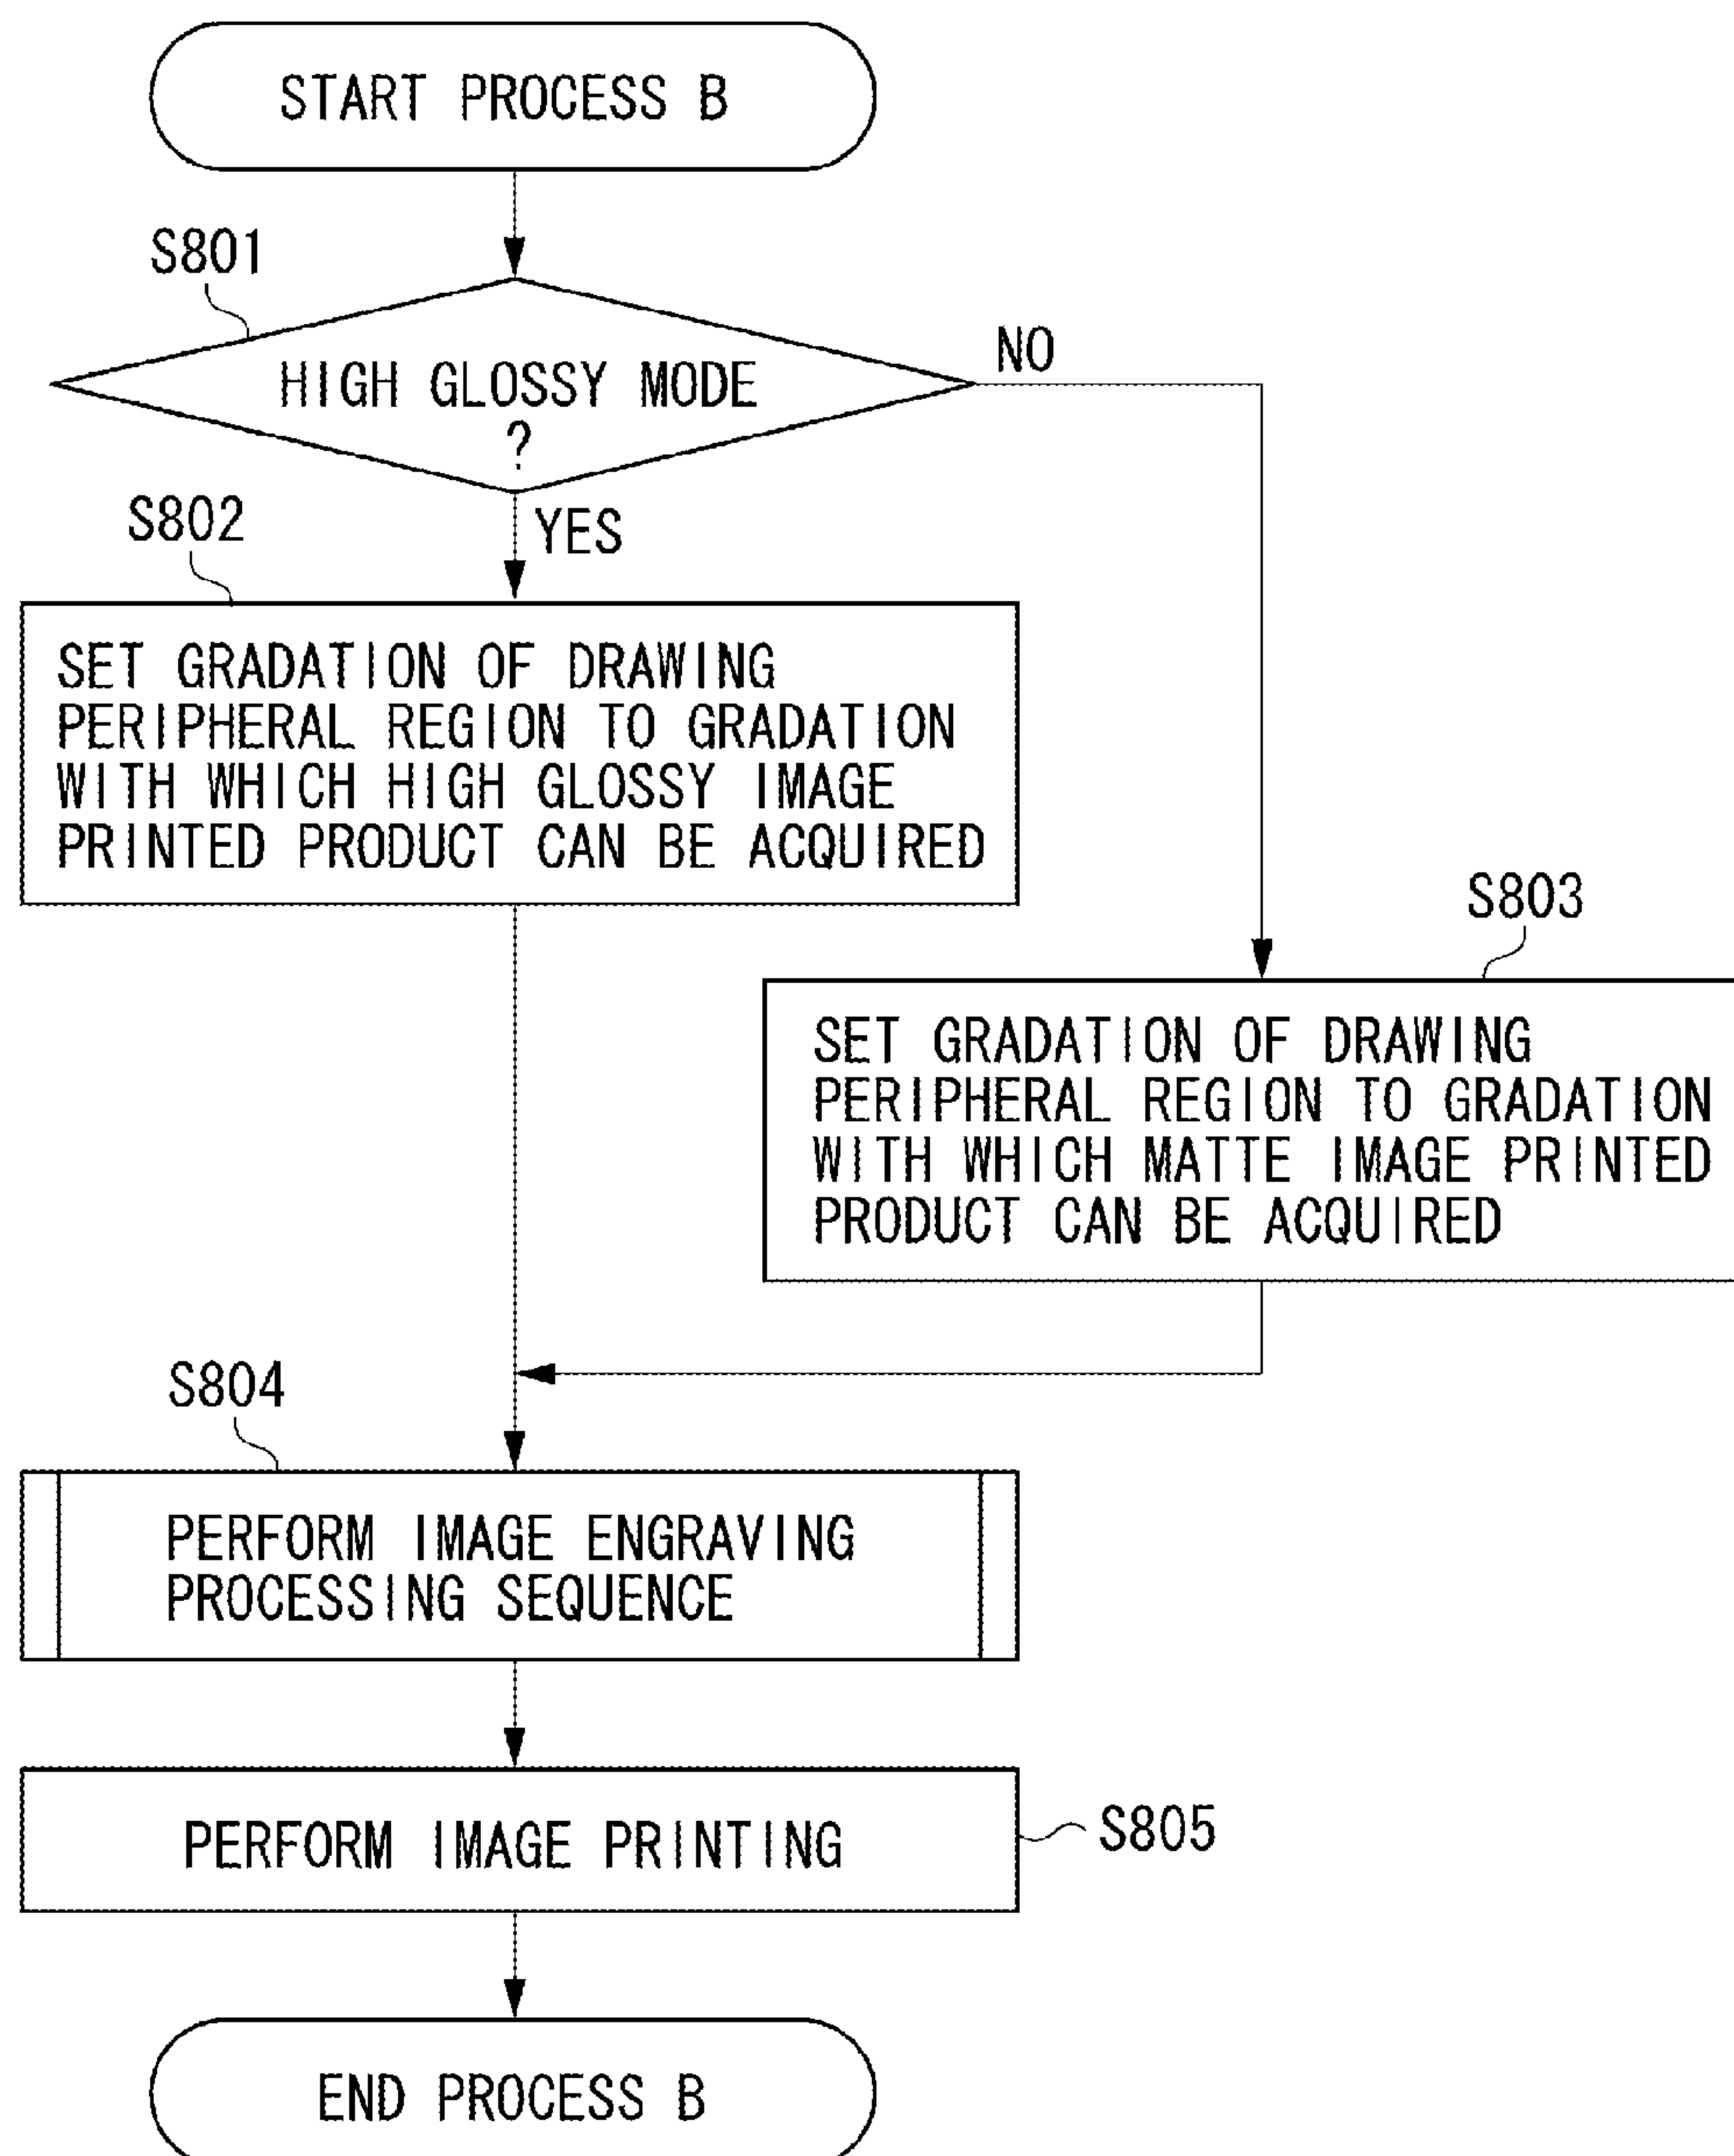 START PROCESS B
S801
HIGH GLOSSY MODE
?
NO
YES
S802
SET GRADATION OF DRAWING
PERIPHERAL REGION TO GRADATION
WITH WHICH HIGH GLOSSY IMAGE
PRINTED PRODUCT CAN BE ACQUIRED
S803
SET GRADATION OF DRAWING
PERIPHERAL REGION TO GRADATION
WITH WHICH MATTE IMAGE PRINTED
PRODUCT CAN BE ACQUIRED
S804
PERFORM IMAGE ENGRAVING
PROCESSING SEQUENCE
PERFORM IMAGE PRINTING
S805
END PROCESS B